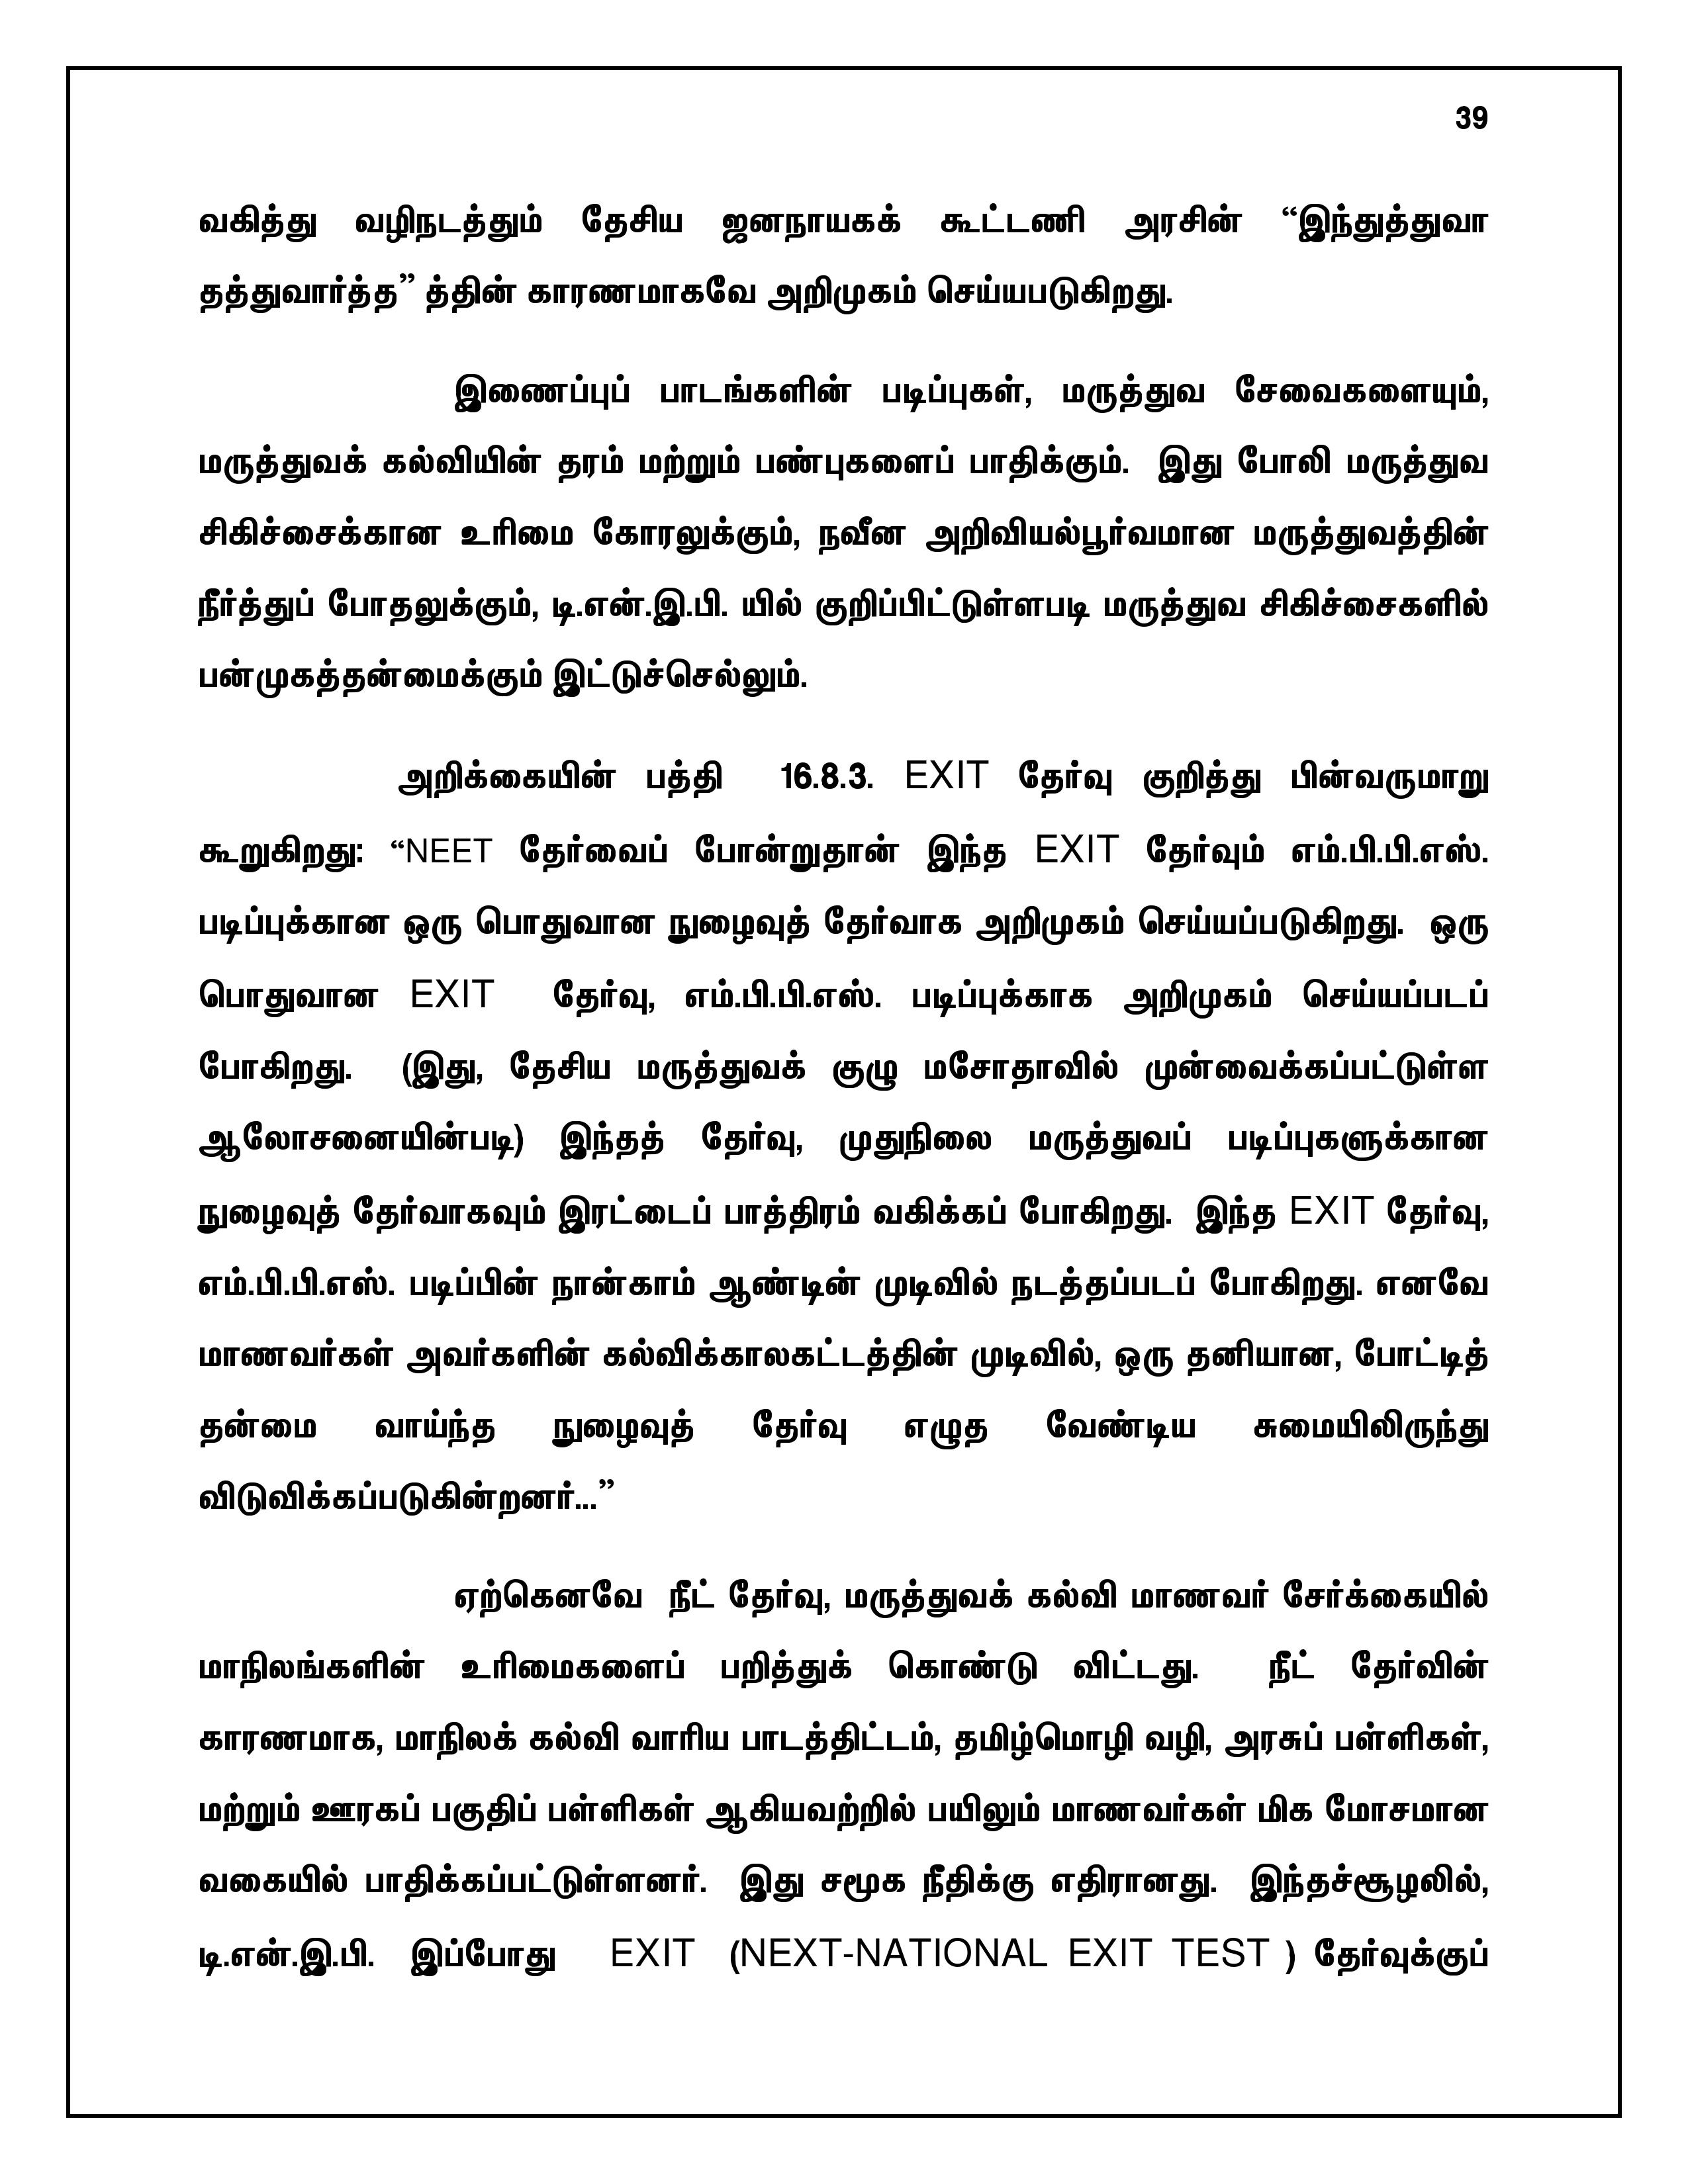 39
வகித்து வழிநடத்தும் தேசிய ஜனநாயகக் கூட்டணி அரசின் “இந்துத்துவா
தத்துவார்த்த” த்தின் காரணமாகவே அறிமுகம் செய்யபடுகிறது.
இணைப்புப் பாடங்களின் படிப்புகள், மருத்துவ சேவைகளையும்,
மருத்துவக் கல்வியின் தரம் மற்றும் பண்புகளைப் பாதிக்கும். இது போலி மருத்துவ
சிகிச்சைக்கான உரிமை கோரலுக்கும், நவீன அறிவியல்பூர்வமான மருத்துவத்தின்
நீர்த்துப் போதலுக்கும், டி.என்.இ.பி. யில் குறிப்பிட்டுள்ளபடி மருத்துவ சிகிச்சைகளில்
பன்முகத்தன்மைக்கும் இட்டுச்செல்லும்.
அறிக்கையின் பத்தி 16.8.3. EXIT தேர்வு குறித்து பின்வருமாறு
கூறுகிறது: “NEET தேர்வைப் போன்றுதான் இந்த EXIT தேர்வும் எம்.பி.பி.எஸ்.
படிப்புக்கான ஒரு பொதுவான நுழைவுத் தேர்வாக அறிமுகம் செய்யப்படுகிறது. ஒரு
பொதுவான EXIT தேர்வு, எம்.பி.பி.எஸ். படிப்புக்காக அறிமுகம் செய்யப்படப்
போகிறது. (இது, தேசிய மருத்துவக் குழு மசோதாவில் முன்வைக்கப்பட்டுள்ள
ஆலோசனையின்படி) இந்தத் தேர்வு, முதுநிலை மருத்துவப் படிப்புகளுக்கான
நுழைவுத் தேர்வாகவும் இரட்டைப் பாத்திரம் வகிக்கப் போகிறது. இந்த EXIT தேர்வு,
எம்.பி.பி.எஸ். படிப்பின் நான்காம் ஆண்டின் முடிவில் நடத்தப்படப் போகிறது. எனவே
மாணவர்கள் அவர்களின் கல்விக்காலகட்டத்தின் முடிவில், ஒரு தனியான, போட்டித்
தன்மை வாய்ந்த நுழைவுத் தேர்வு எழுத வேண்டிய சுமையிலிருந்து
விடுவிக்கப்படுகின்றனர்...”
ஏற்கெனவே நீட் தேர்வு, மருத்துவக் கல்வி மாணவர் சேர்க்கையில்
மாநிலங்களின் உரிமைகளைப் பறித்துக் கொண்டு விட்டது. நீட் தேர்வின்
காரணமாக, மாநிலக் கல்வி வாரிய பாடத்திட்டம், தமிழ்மொழி வழி, அரசுப் பள்ளிகள்,
மற்றும் ஊரகப் பகுதிப் பள்ளிகள் ஆகியவற்றில் பயிலும் மாணவர்கள் மிக மோசமான
வகையில் பாதிக்கப்பட்டுள்ளனர். இது சமூக நீதிக்கு எதிரானது. இந்தச்சூழலில்,
டி.என்.இ.பி. இப்போது EXIT (NEXT-NATIONAL EXIT TEST ) தேர்வுக்குப்